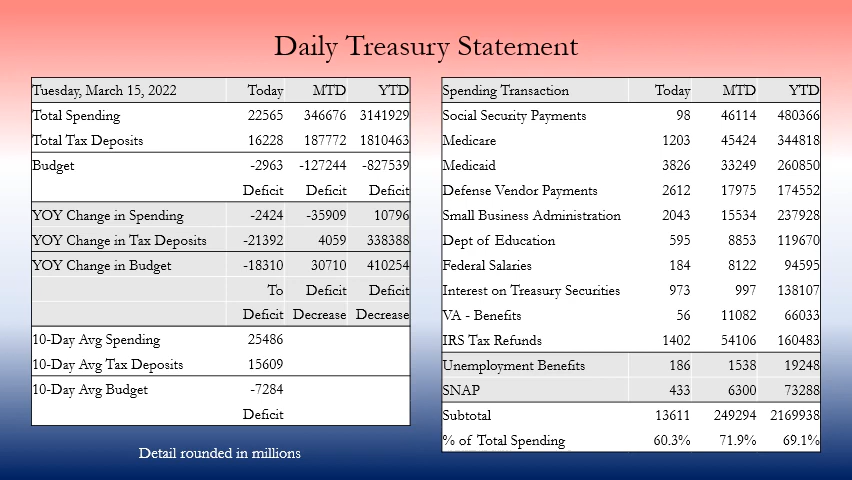 Daily Treasury Statement
Tuesday, March 15, 2022 Today MTD YTD
Total Spending 22565 346676 3141929
Total Tax Deposits 16228 187772 1810463
Budget -2963 -127244 -827539
Deficit Deficit Deficit
YOY Change in Spending -2424 -35909 10796
YOY Change in Tax Deposits -21392 4059 338388
YOY Change in Budget -18310 30710 410254
To Deficit Deficit
Deficit Decrease Decrease
10-Day Avg Spending 25486
10-Day Avg Tax Deposits 15609
10-Day Avg Budget -7284
Deficit
Detail rounded in millions
Spending Transaction Today MTD YTD
Social Security Payments 98 46114 480366
Medicare 1203 45424 344818
Medicaid 3826 33249 260850
Defense Vendor Payments 2612 17975 174552
Small Business Administration 2043 15534 237928
Dept of Education 595 8853 119670
Federal Salaries 184 8122 94595
Interest on Treasury Securities 973 997 138107
VA - Benefits 56 11082 66033
IRS Tax Refunds 1402 54106 160483
Unemployment Benefits 186 1538 19248
SNAP 433 6300 73288
Subtotal 13611 249294 2169938
% of Total Spending 60.3% 71.9% 69.1%